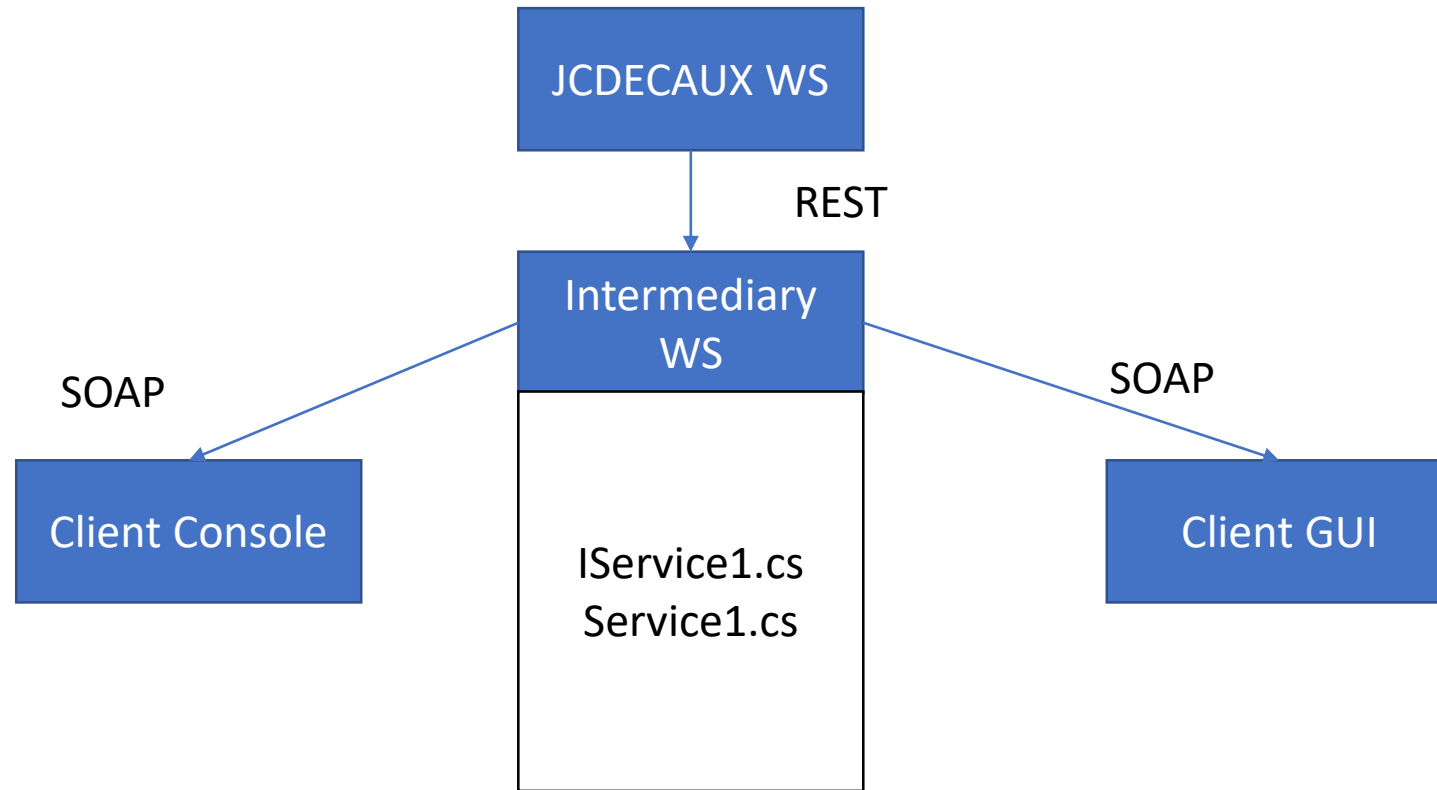 JCDECAUX WS
REST
Intermediary
WS
SOAP
SOAP
Client Console
Client GUI
IService1.cs
Service1.cs